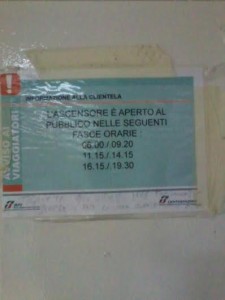 AVVISO AI
VIAGGIATORI
INFORMAZIONE ALLA CLIENTELA
L'ASCENSORE È APERTO AL
PUBBLICO NELLE SEGUENTI
FASCE ORARIE
06.00 / 09.20
11.15 / 14.15
16.15 / 19.30